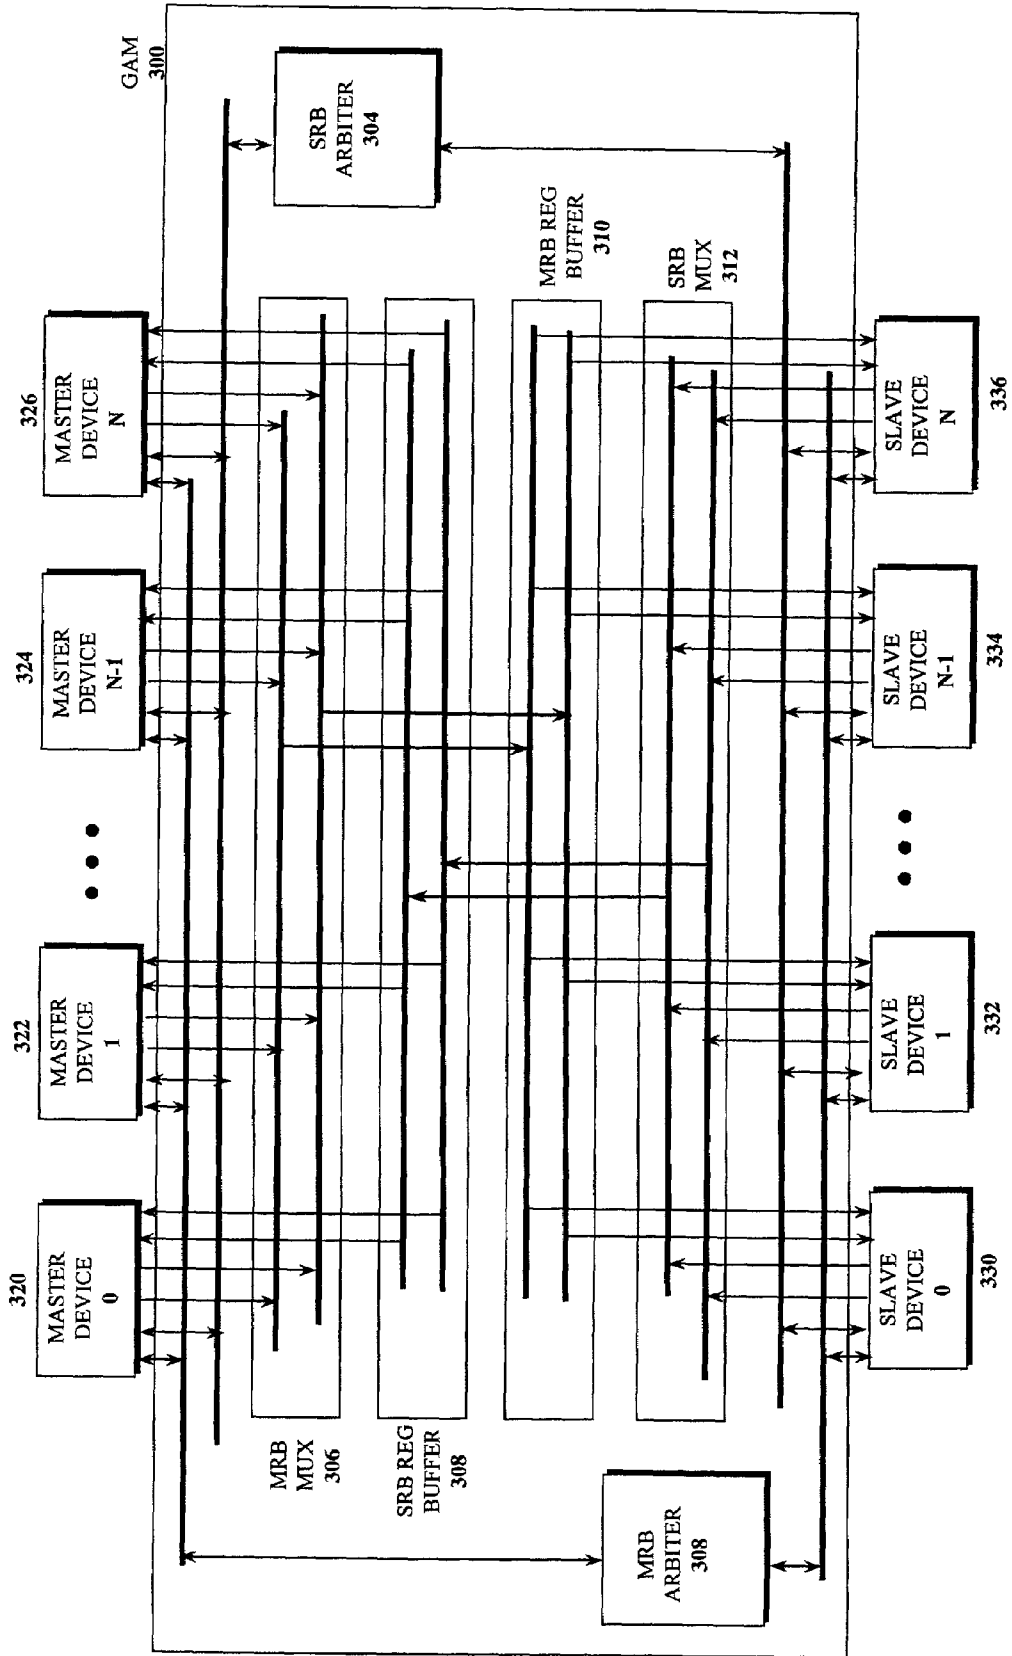 GAM
300
SRB
ARBITER
304
326
MASTER
DEVICE
N
324
MASTER
DEVICE
N-1
322
MASTER
DEVICE
1
320
MASTER
DEVICE
0
MRB
MUX
306
SRB REG
BUFFER
308
MRB REG
BUFFER
310
SRB
MUX
312
MRB
ARBITER
308
SLAVE
DEVICE
N
336
SLAVE
DEVICE
N-1
334
SLAVE
DEVICE
1
332
SLAVE
DEVICE
0
330